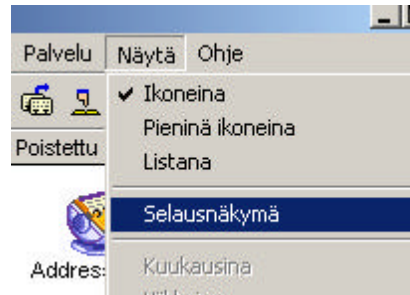 Palvelu Näytä Ohje
Ikoneina
Pieninä ikoneina
Poistettu
Listana
Selausnäkymä
Addres:
Kuukausina